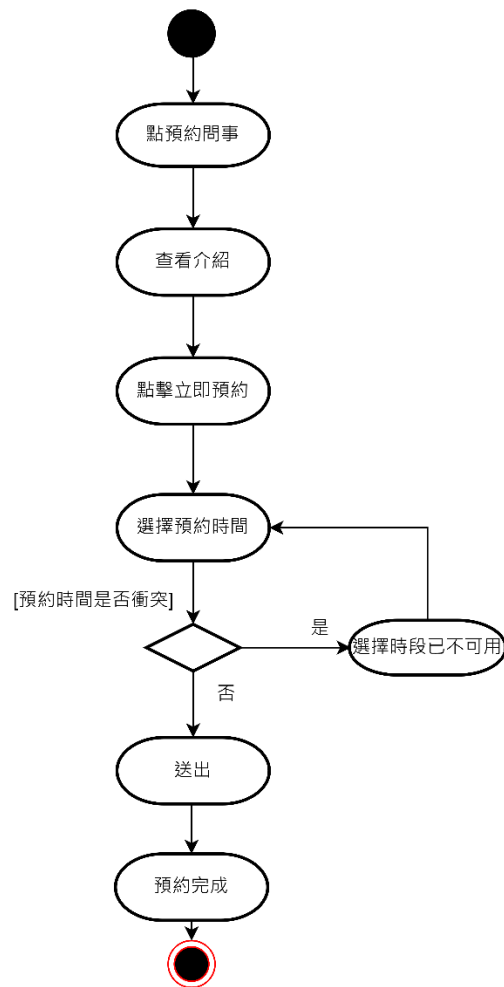 點預約問事
查看介紹
點擊立即預約
選擇預約時間
[預約時間是否衝突]
是
選擇時段已不可用
否
送出
預約完成